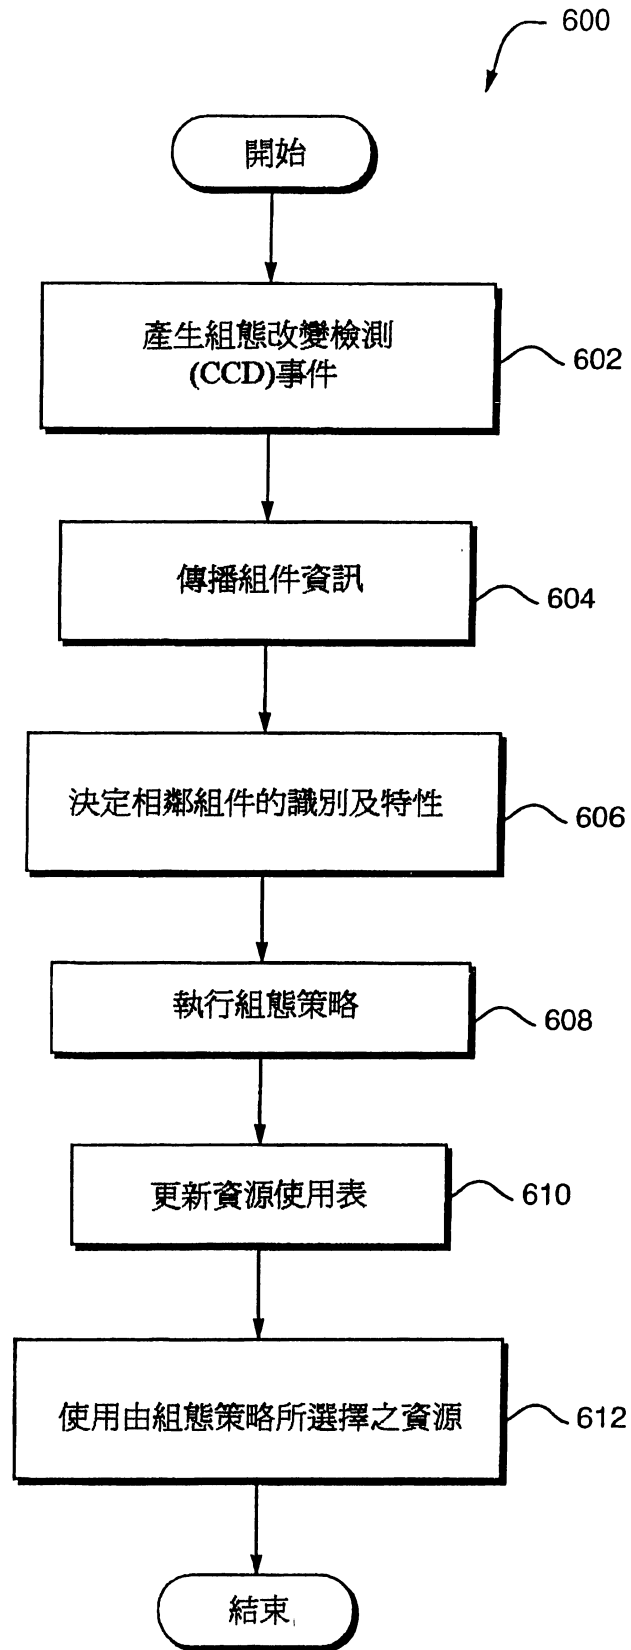 600
開始
產生組態改變檢測
(CCD)事件
602
傳播組件資訊
604
決定相鄰組件的識別及特性
606
執行組態策略
608
更新資源使用表
610
使用由組態策略所選擇之資源
612
結束